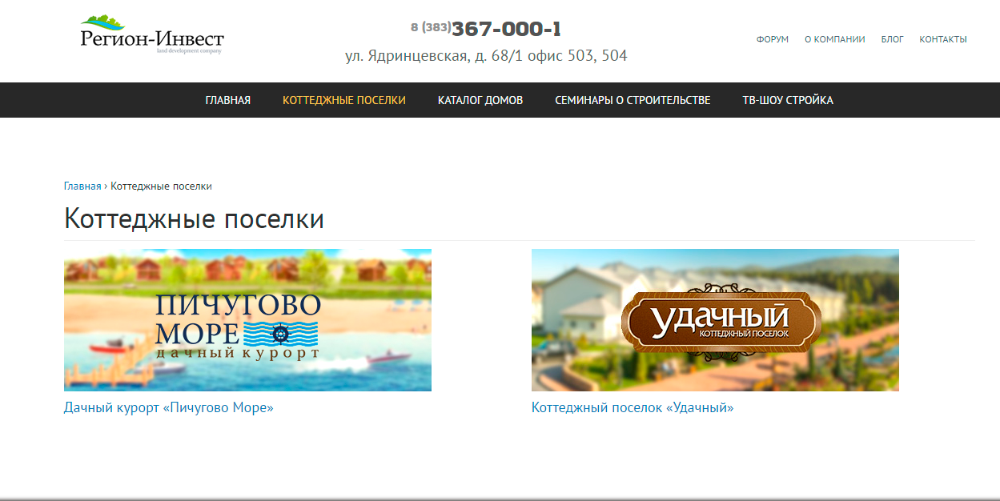 Регион-Инвест
land development company
8 (383)367-000-1
ул. Ядринцевская, д. 68/1 офис 503, 504
ФОРУМ О КОМПАНИИ БЛОГ КОНТАКТЫ
ГЛАВНАЯ КОТТЕДЖНЫЕ ПОСЕЛКИ КАТАЛОГ ДОМОВ СЕМИНАРЫ О СТРОИТЕЛЬСТВЕ ТВ-ШОУ СТРОЙКА
Главная › Коттеджные поселки
Коттеджные поселки
ПИЧУГОВО
МОРЕ
дачный курорт
Дачный курорт «Пичугово Море»
удачный
КОТТЕДЖНЫЙ ПОСЕЛОК
Коттеджный поселок «Удачный»